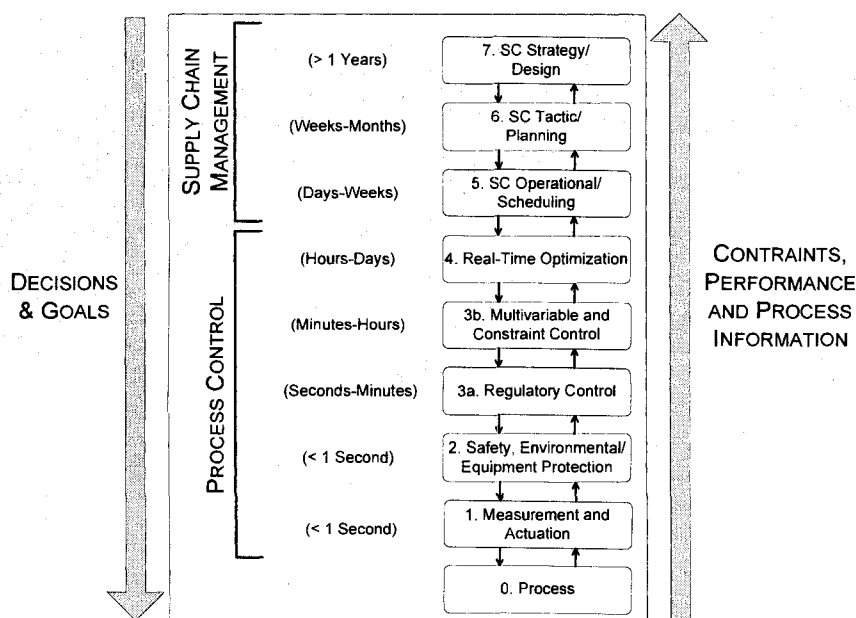 SUPPLY CHAIN
MANAGEMENT
(> 1 Years)
7. SC Strategy/
Design
(Weeks-Months)
6. SC Tactic/
Planning
(Days-Weeks)
5. SC Operational/
Scheduling
DECISIONS
& GOALS
PROCESS CONTROL
(Hours-Days)
4. Real-Time Optimization
(Minutes-Hours)
3b. Multivariable and
Constraint Control
(Seconds-Minutes)
3a. Regulatory Control
(< 1 Second)
2. Safety, Environmental/
Equipment Protection
(< 1 Second)
1. Measurement and
Actuation
0. Process
CONTRAINTS,
PERFORMANCE
AND PROCESS
INFORMATION